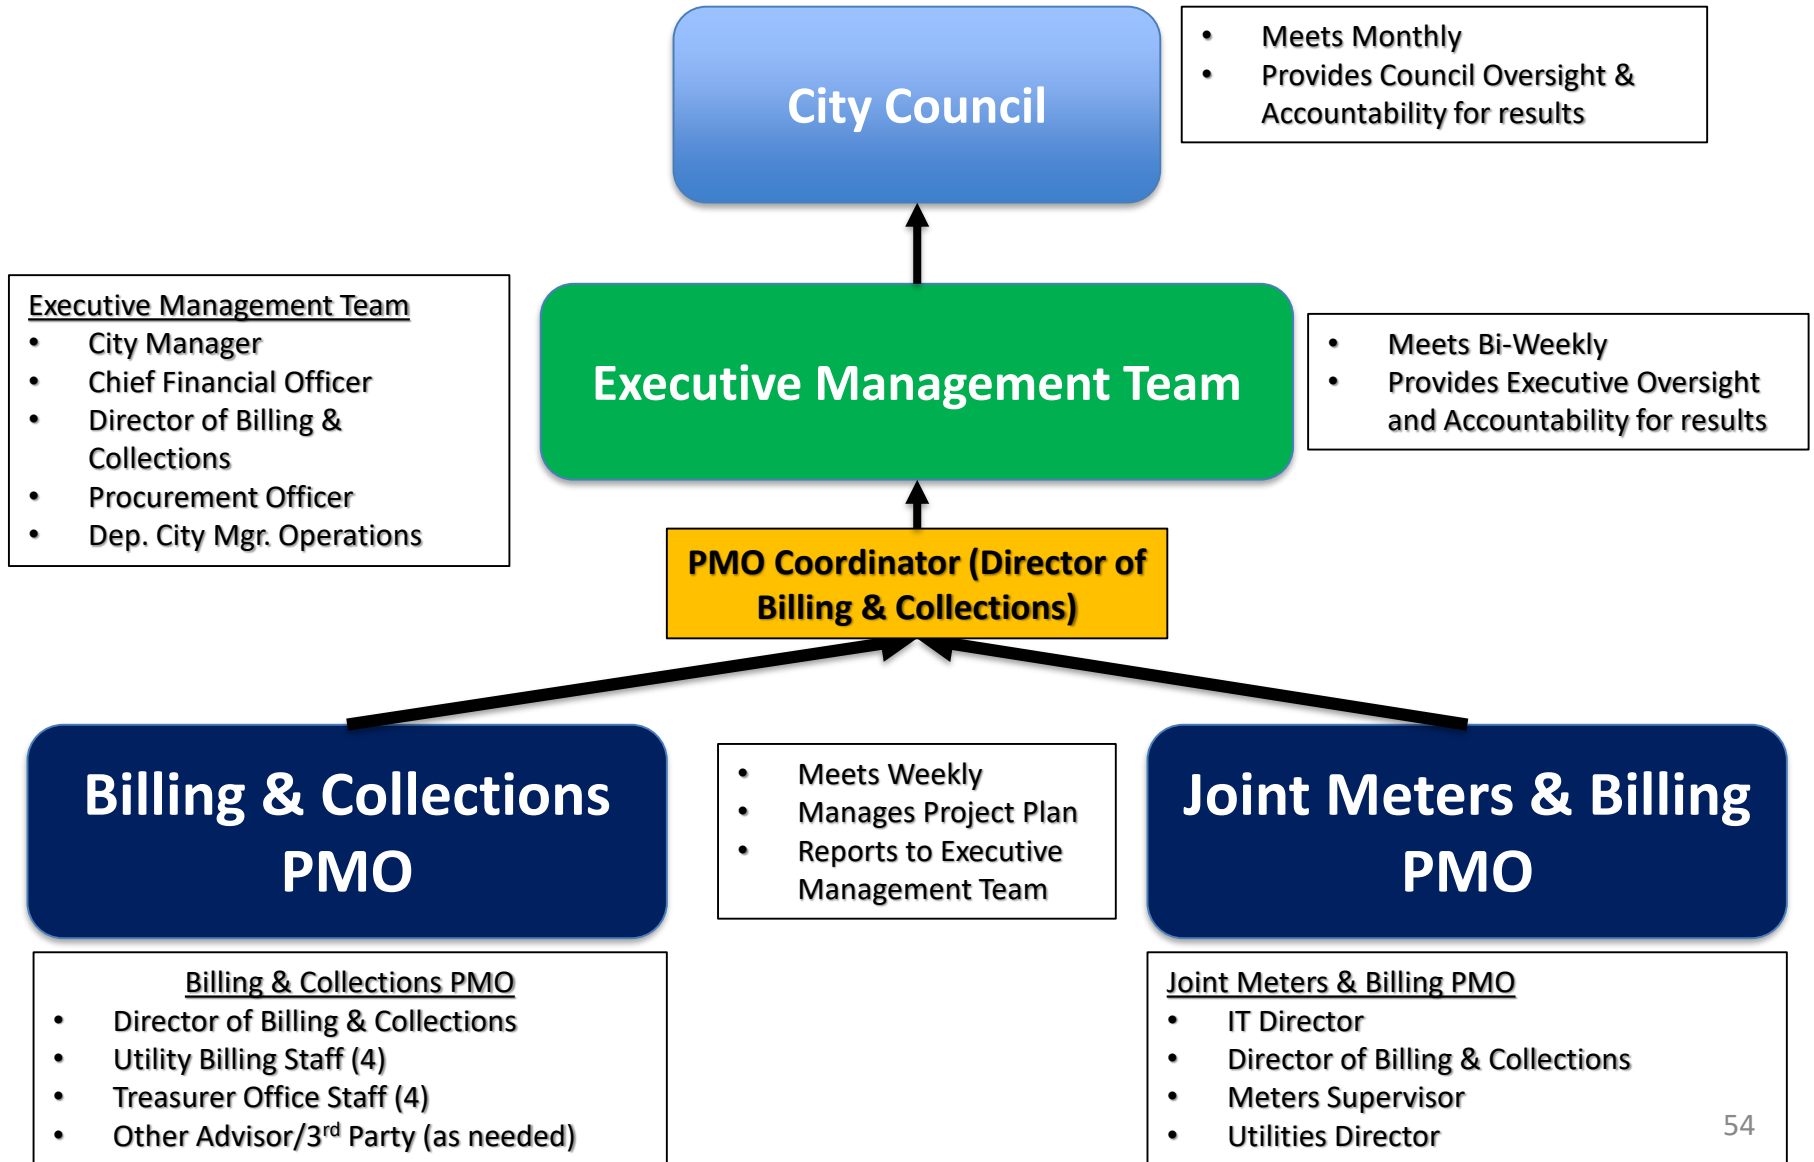 City Council
• Meets Monthly
• Provides Council Oversight &
Accountability for results
Executive Management Team
• City Manager
• Chief Financial Officer
• Director of Billing &
Collections
• Procurement Officer
• Dep. City Mgr. Operations
Executive Management Team
• Meets Bi-Weekly
• Provides Executive Oversight
and Accountability for results
PMO Coordinator (Director of
Billing & Collections)
Billing & Collections
PMO
• Meets Weekly
• Manages Project Plan
• Reports to Executive
Management Team
Joint Meters & Billing
PMO
Billing & Collections PMO
• Director of Billing & Collections
• Utility Billing Staff (4)
• Treasurer Office Staff (4)
• Other Advisor/3rd Party (as needed)
Joint Meters & Billing PMO
• IT Director
• Director of Billing & Collections
• Meters Supervisor
• Utilities Director
54